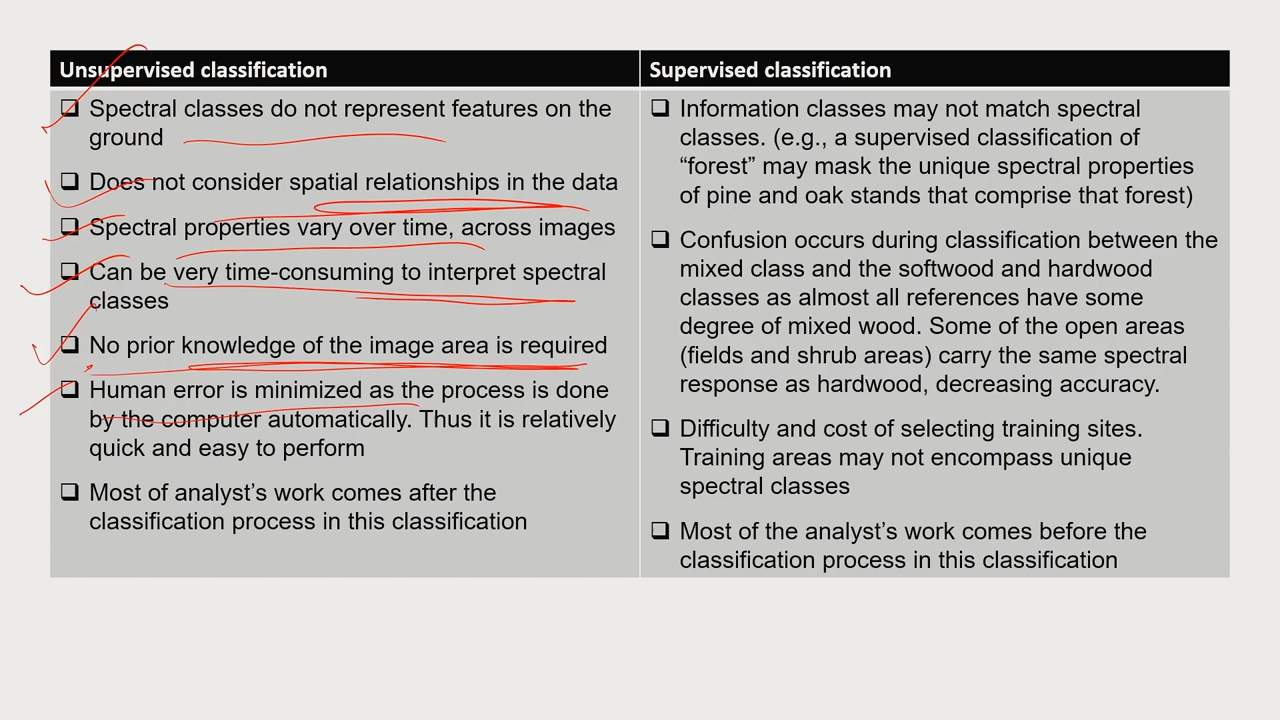 Unsupervised classification
Spectral classes do not represent features on the
ground
Does not consider spatial relationships in the data
Spectral properties vary over time, across images
Can be very time-consuming to interpret spectral
classes
No prior knowledge of the image area is required
Human error is minimized as the process is done
by the computer automatically. Thus it is relatively
quick and easy to perform
Most of analyst’s work comes after the
classification process in this classification
Supervised classification
Information classes may not match spectral
classes. (e.g., a supervised classification of
“forest” may mask the unique spectral properties
of pine and oak stands that comprise that forest)
Confusion occurs during classification between the
mixed class and the softwood and hardwood
classes as almost all references have some
degree of mixed wood. Some of the open areas
(fields and shrub areas) carry the same spectral
response as hardwood, decreasing accuracy.
Difficulty and cost of selecting training sites.
Training areas may not encompass unique
spectral classes
Most of the analyst’s work comes before the
classification process in this classification